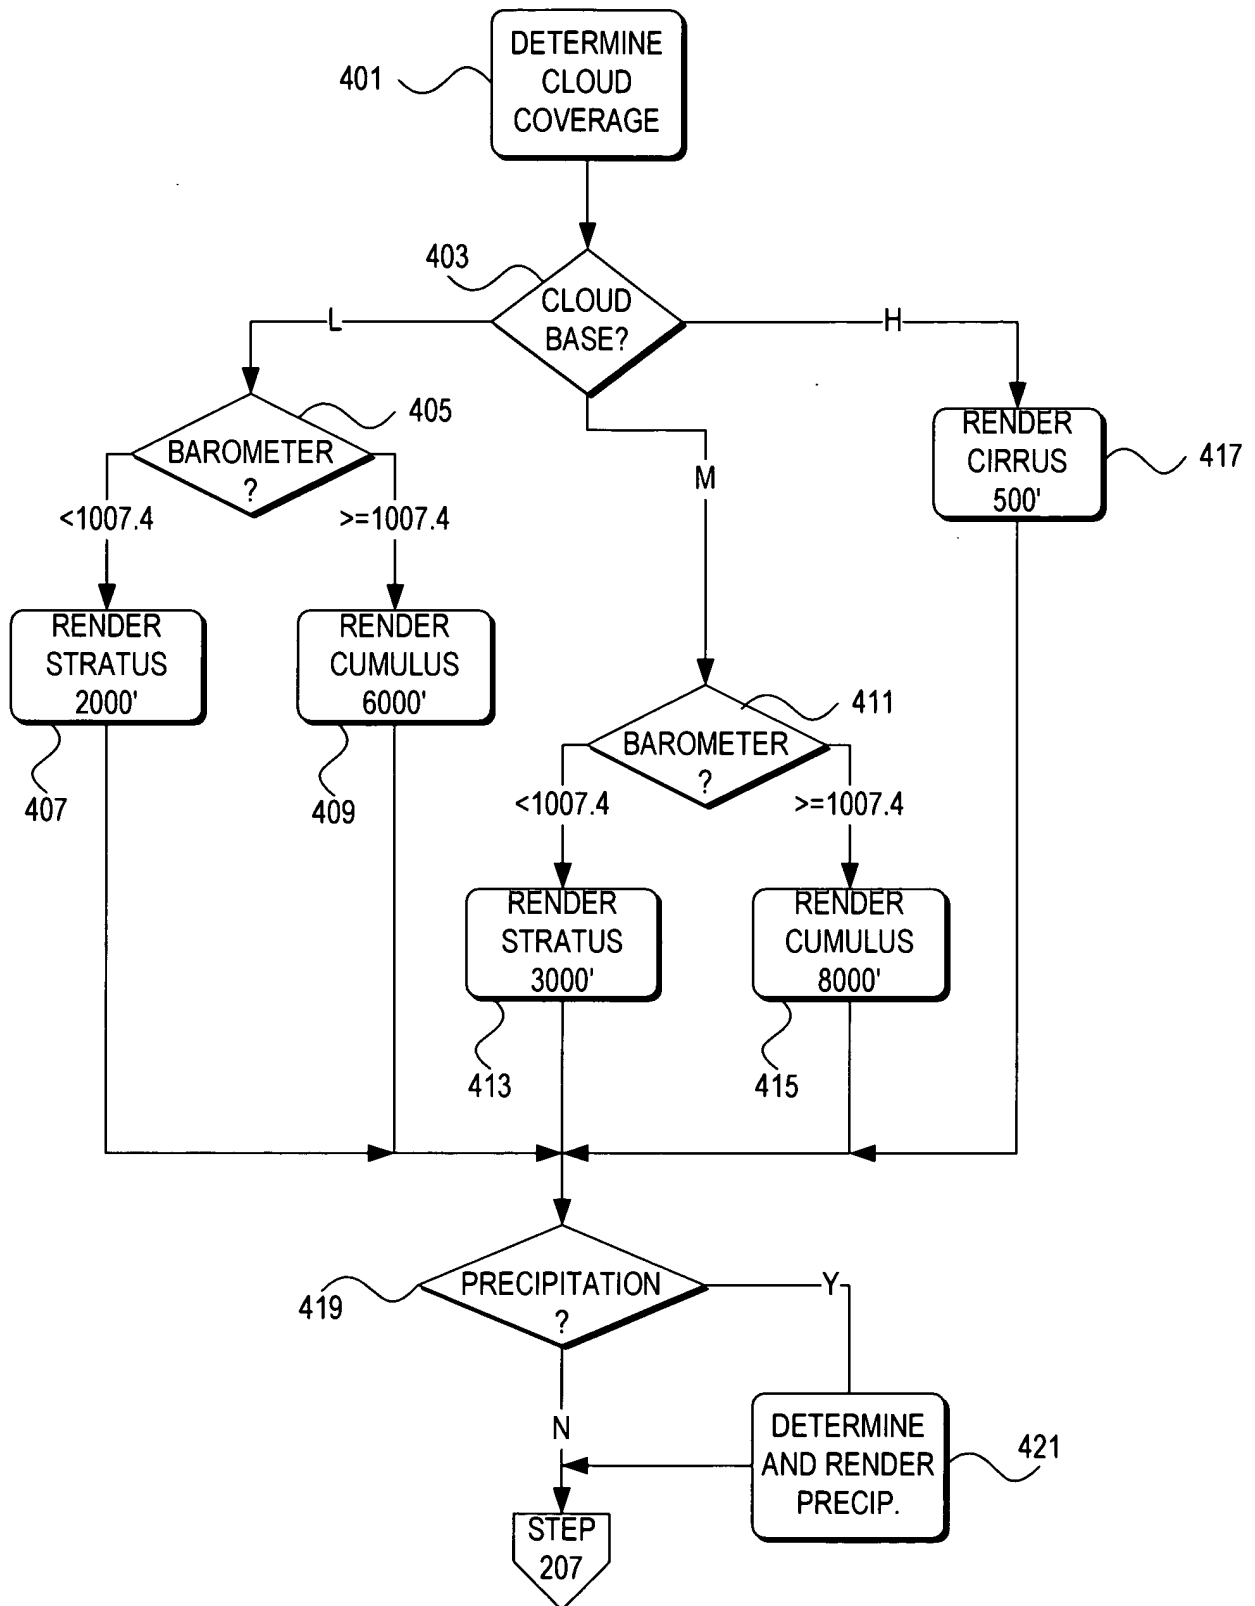 DETERMINE
CLOUD
COVERAGE
401
403
CLOUD
BASE?
L
H
M
405
BAROMETER
?
<1007.4
>=1007.4
RENDER
CIRRUS
500'
417
RENDER
STRATUS
2000'
407
RENDER
CUMULUS
6000'
409
411
BAROMETER
?
<1007.4
>=1007.4
RENDER
STRATUS
3000'
413
RENDER
CUMULUS
8000'
415
419
PRECIPITATION
?
Y
N
DETERMINE
AND RENDER
PRECIP.
421
STEP
207